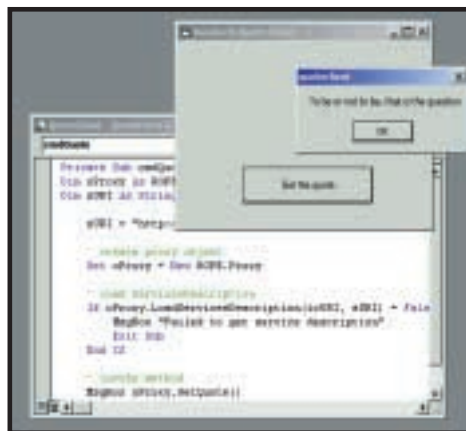 To be or not to be, that is the question
OK
Get the quote
cmdQuote
Private Sub
Dim oProxy as ROPE.
Dim sURI As String
sURI = "http:
' create proxy object
Set oProxy = New ROPE.Proxy
' load ServicesDescription
If oProxy.LoadServicesDescription(icURI, sURI) = False
MsgBox "Failed to get service description"
Exit Sub
End If
' invoke method
MsgBox oProxy.GetQuote()